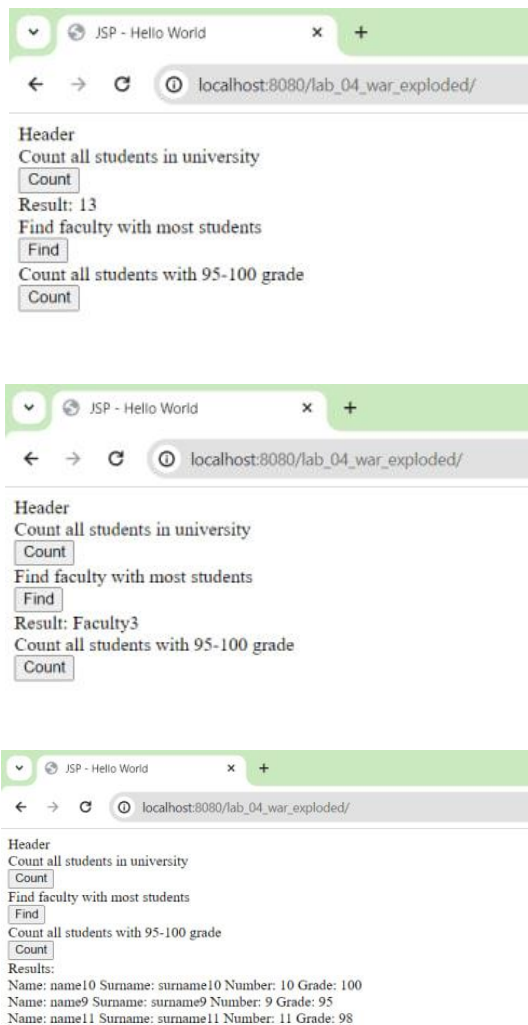 JSP - Hello World
localhost:8080/lab_04_war_exploded/
Header
Count all students in university
Count
Result: 13
Find faculty with most students
Find
Count all students with 95-100 grade
Count
JSP - Hello World
localhost:8080/lab_04_war_exploded/
Header
Count all students in university
Count
Find faculty with most students
Find
Result: Faculty3
Count all students with 95-100 grade
Count
JSP - Hello World
localhost:8080/lab_04_war_exploded/
Header
Count all students in university
Count
Find faculty with most students
Find
Count all students with 95-100 grade
Count
Results:
Name: name10 Surname: surname10 Number: 10 Grade: 100
Name: name9 Surname: surname9 Number: 9 Grade: 95
Name: name11 Surname: surname11 Number: 11 Grade: 98